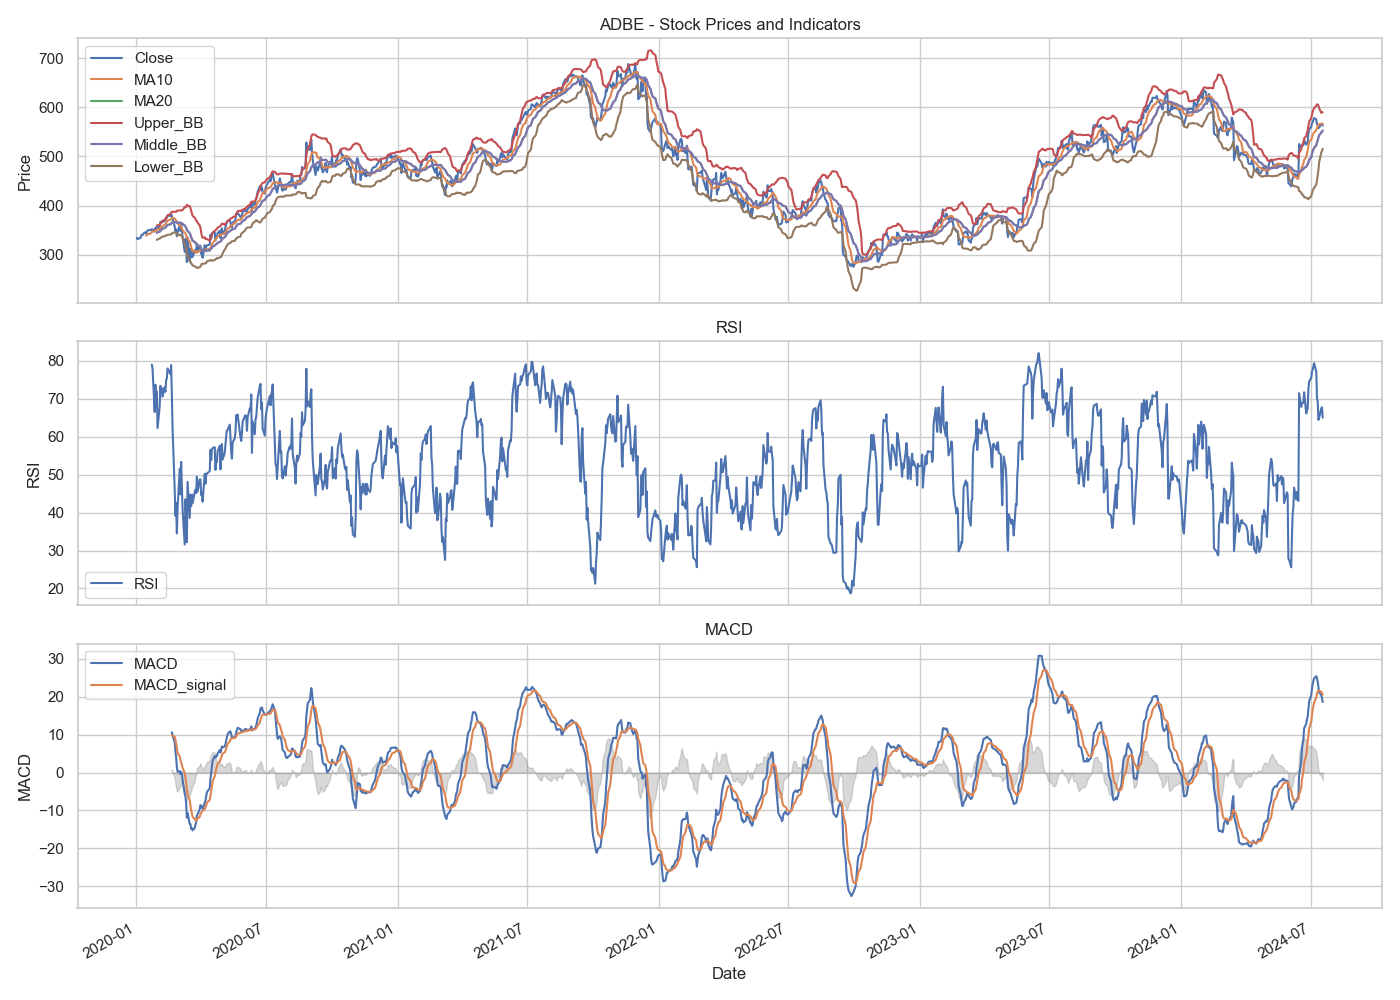 ADBE - Stock Prices and Indicators
700
600
500
400
300
Price
Close
MA10
MA20
Upper_BB
Middle_BB
Lower_BB
RSI
80
70
60
50
40
30
20
RSI
RSI
MACD
30
20
10
0
−10
−20
−30
MACD
MACD
MACD_signal
2020-01
2020-07
2021-01
2021-07
2022-01
2022-07
2023-01
2023-07
2024-01
2024-07
Date